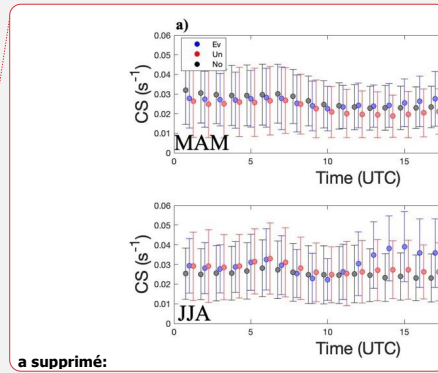 a)
0.06
0.05
0.04
0.03
0.02
0.01
0
CS (s⁻¹)
Ev
Un
No
MAM
0 5 10 15
Time (UTC)
0.06
0.05
0.04
0.03
0.02
0.01
0
CS (s⁻¹)
JJA
0 5 10 15
Time (UTC)
a supprimé: